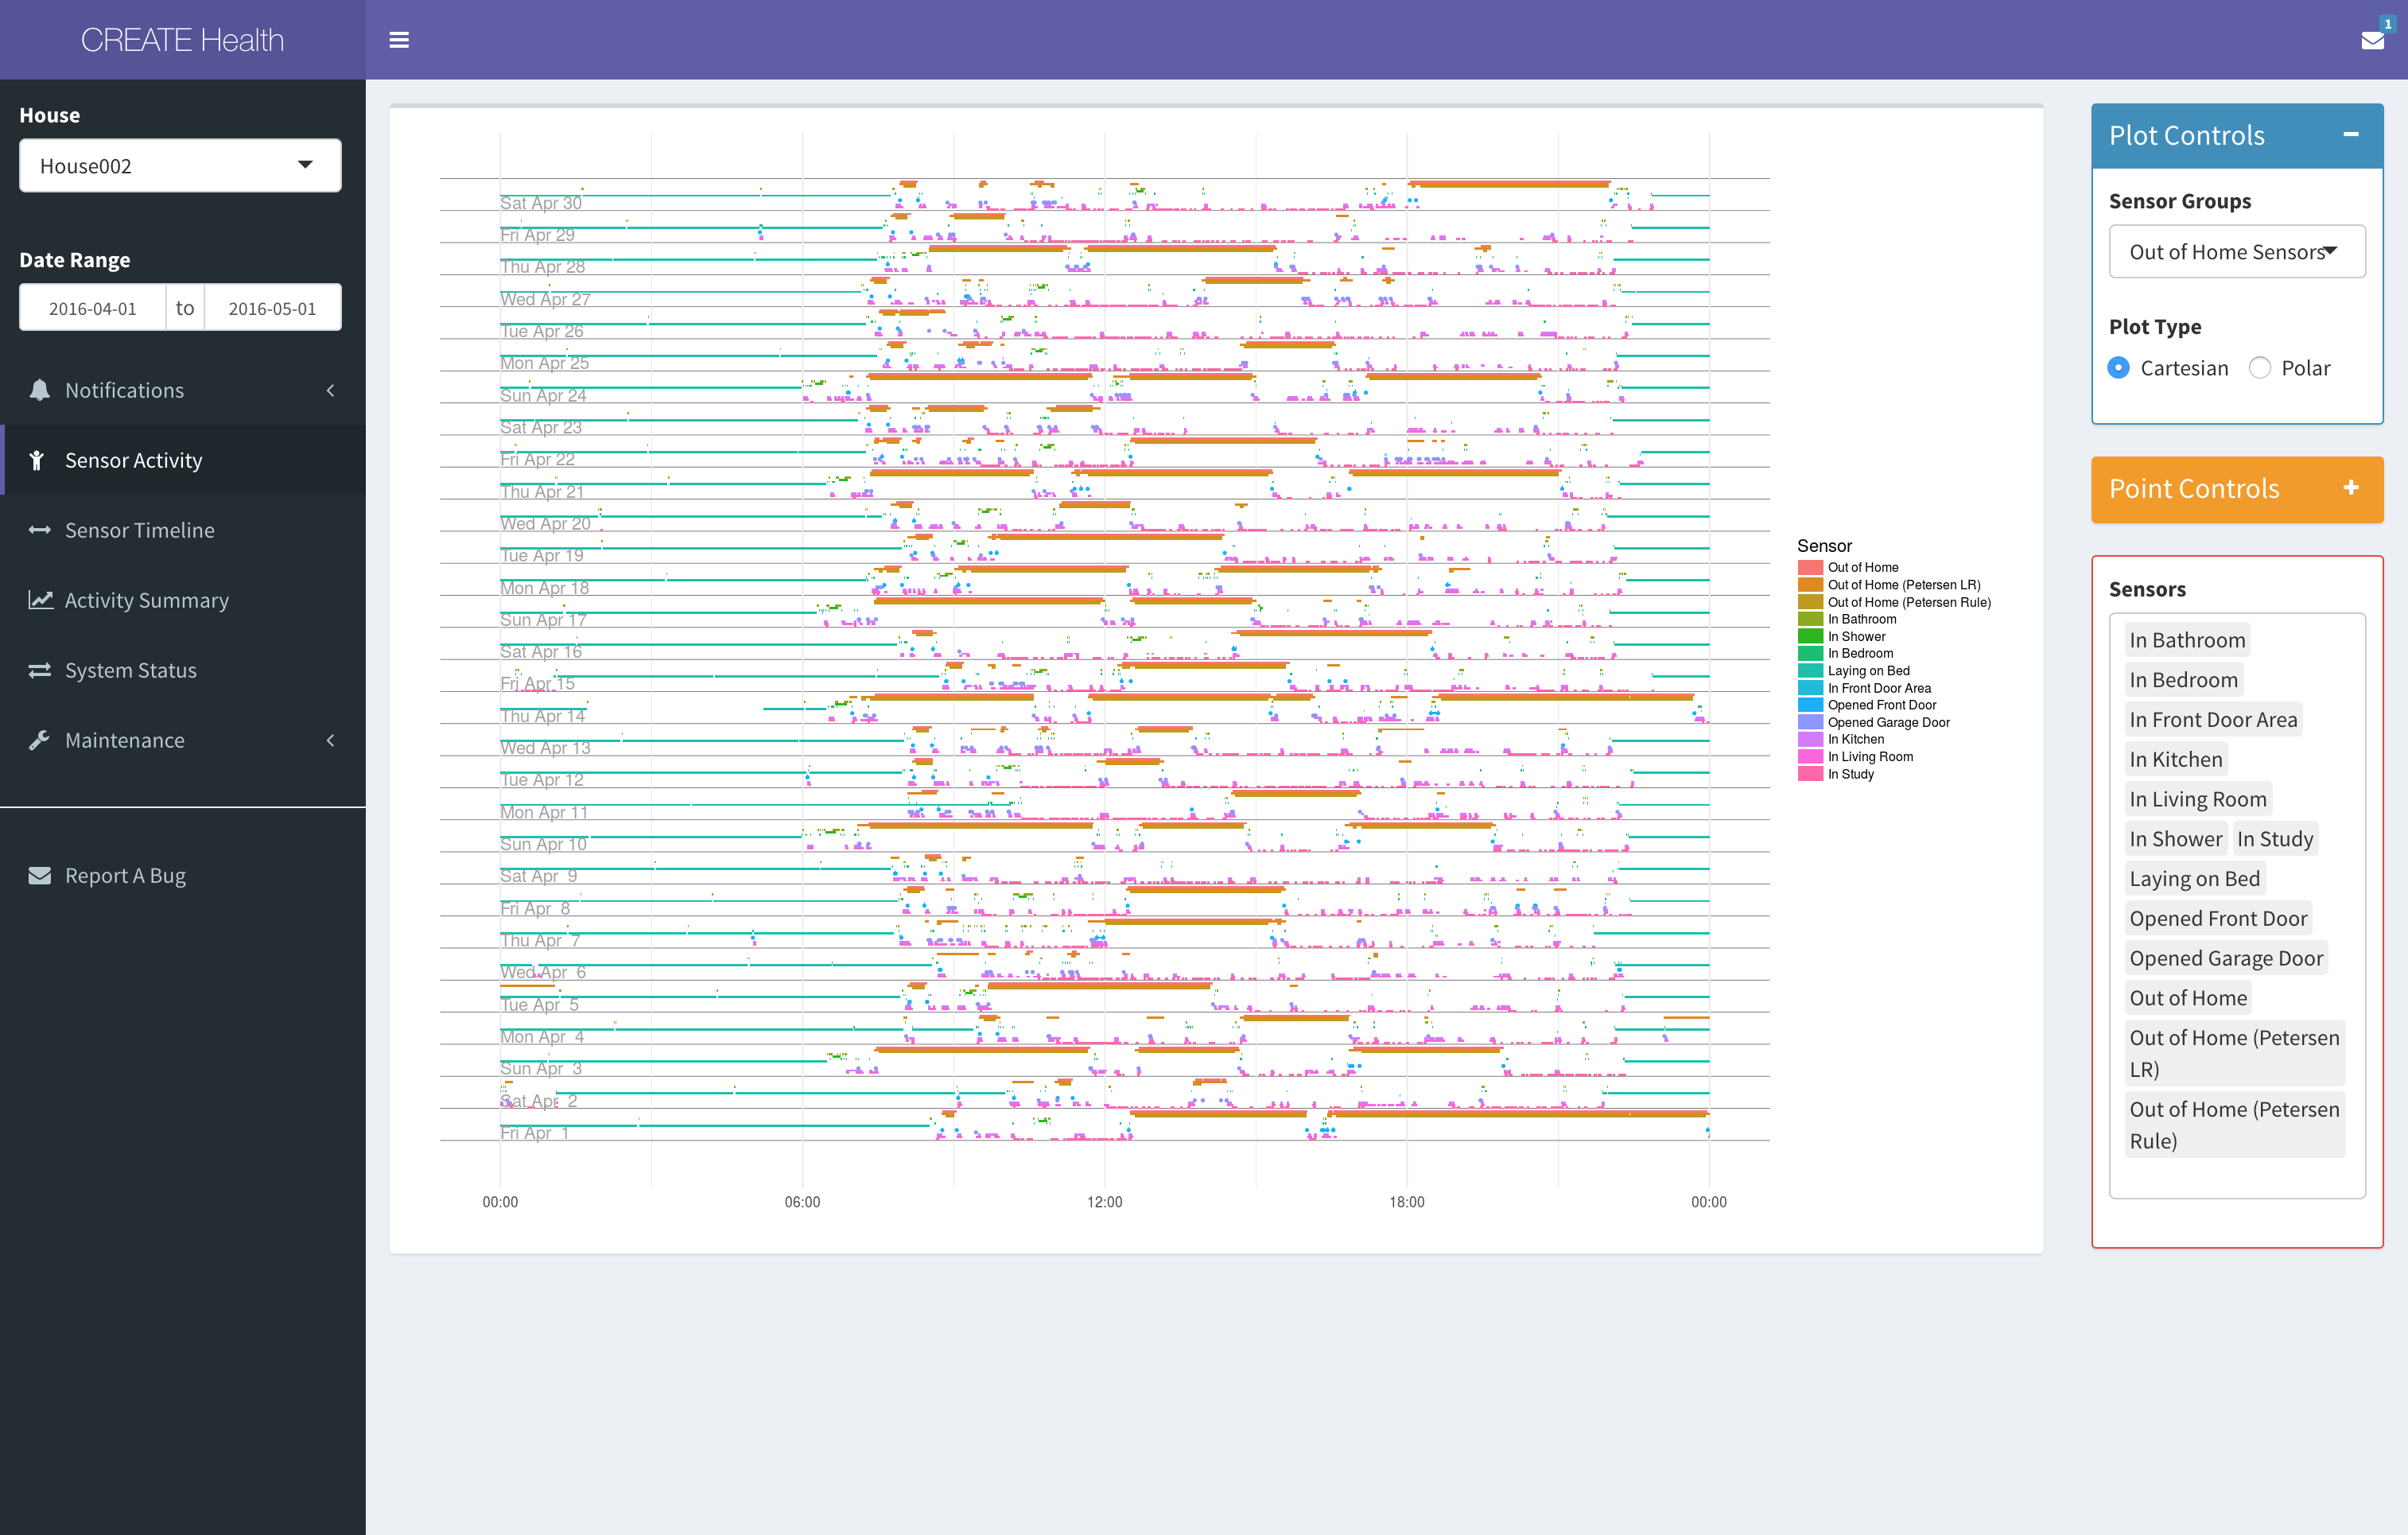 CREATE Health
1
House
House002
Date Range
2016-04-01 to 2016-05-01
Notifications
Sensor Activity
Sensor Timeline
Activity Summary
System Status
Maintenance
Report A Bug
Sat Apr 30
Fri Apr 29
Thu Apr 28
Wed Apr 27
Tue Apr 26
Mon Apr 25
Sun Apr 24
Sat Apr 23
Fri Apr 22
Thu Apr 21
Wed Apr 20
Tue Apr 19
Mon Apr 18
Sun Apr 17
Sat Apr 16
Fri Apr 15
Thu Apr 14
Wed Apr 13
Tue Apr 12
Mon Apr 11
Sun Apr 10
Sat Apr 9
Fri Apr 8
Thu Apr 7
Wed Apr 6
Tue Apr 5
Mon Apr 4
Sun Apr 3
Sat Apr 2
Fri Apr 1
00:00 06:00 12:00 18:00 00:00
Sensor
Out of Home
Out of Home (Petersen LR)
Out of Home (Petersen Rule)
In Bathroom
In Shower
In Bedroom
Laying on Bed
In Front Door Area
Opened Front Door
Opened Garage Door
In Kitchen
In Living Room
In Study
Plot Controls
Sensor Groups
Out of Home Sensors
Plot Type
Cartesian Polar
Point Controls
Sensors
In Bathroom
In Bedroom
In Front Door Area
In Kitchen
In Living Room
In Shower In Study
Laying on Bed
Opened Front Door
Opened Garage Door
Out of Home
Out of Home (Petersen
LR)
Out of Home (Petersen
Rule)